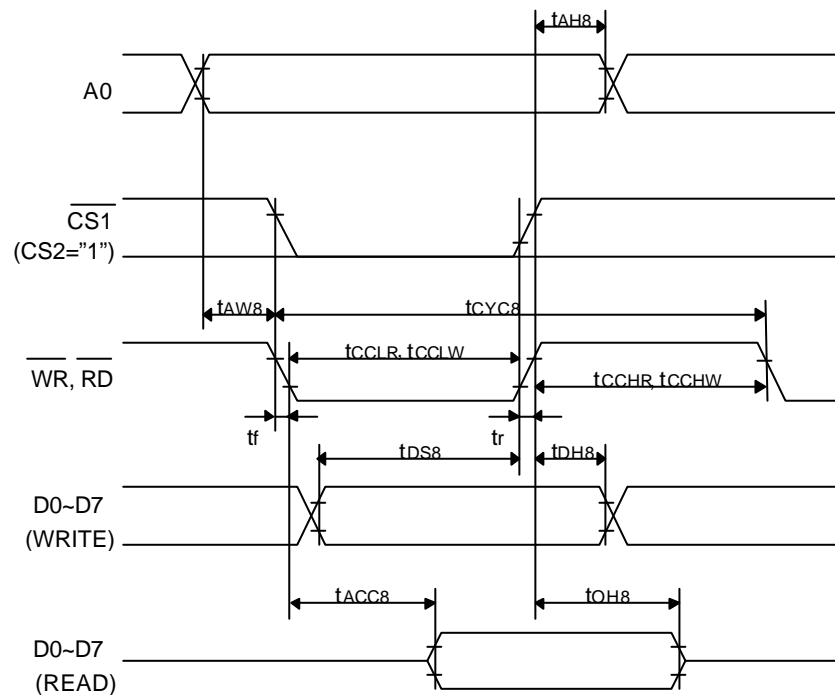 tAH8
A0
CS1
(CS2="1")
tAW8
tCYC8
tCCLR, tCCLW
WR, RD
tCCHR, tCCHW
tf
tr
tDS8
tDH8
D0~D7
(WRITE)
tACC8
tOH8
D0~D7
(READ)